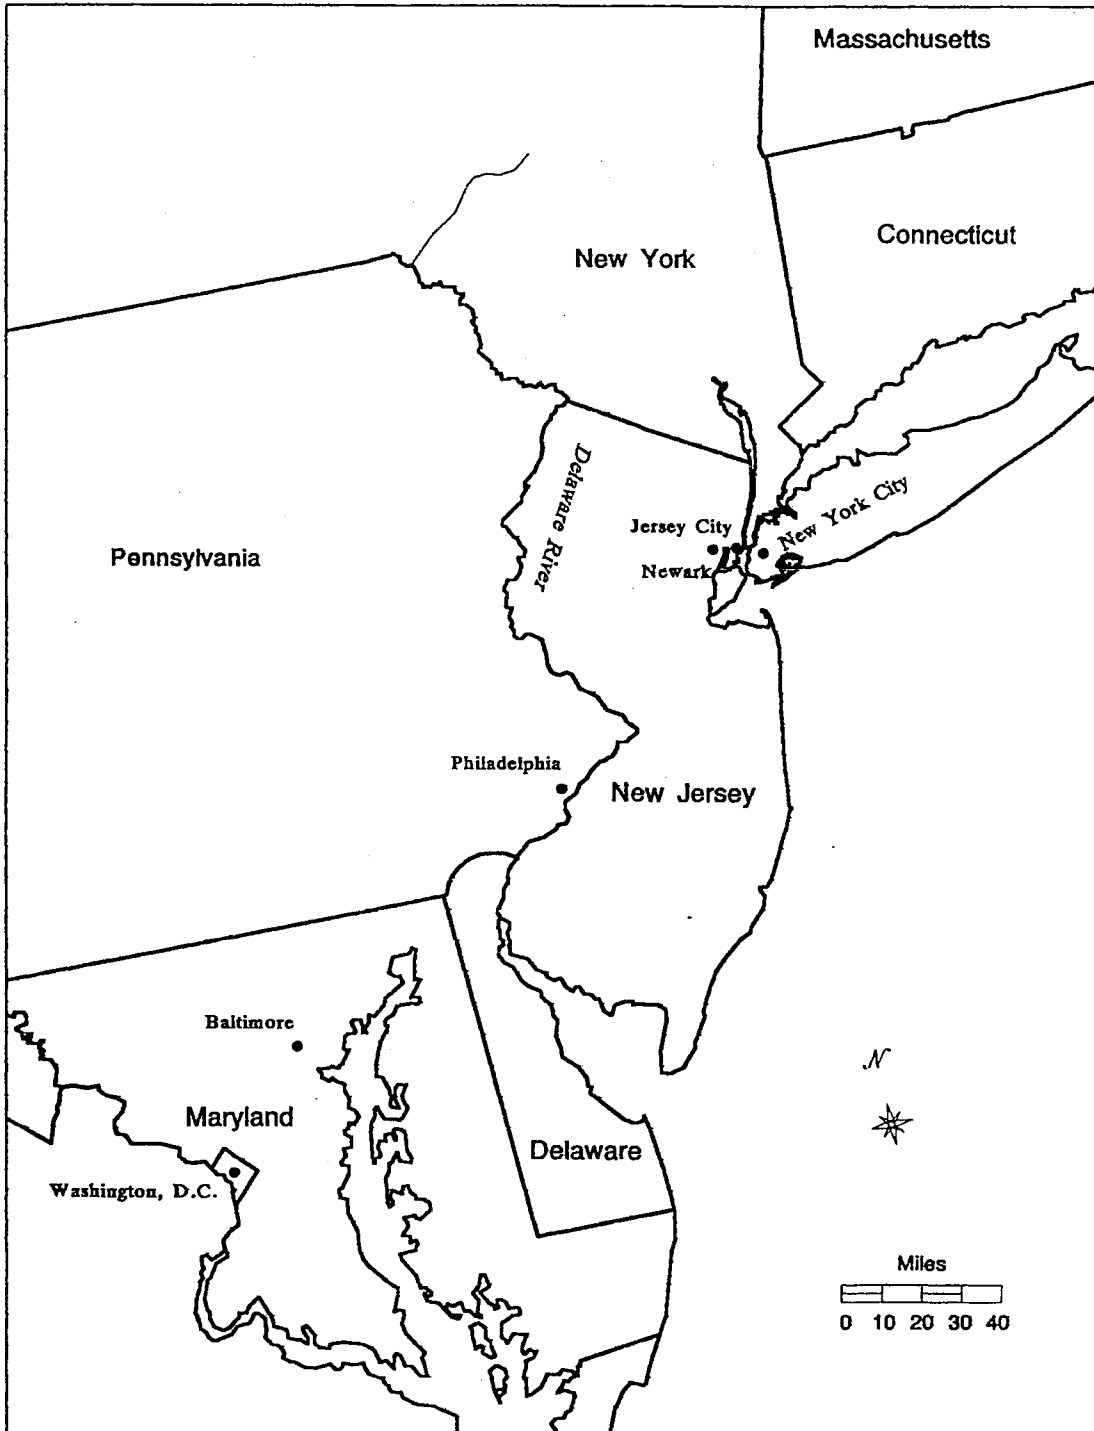 Massachusetts
Connecticut
New York
Delaware River
New York City
Jersey City
Pennsylvania
Newark
Philadelphia
New Jersey
Baltimore
N
Maryland
Delaware
Washington, D.C.
Miles
0 10 20 30 40